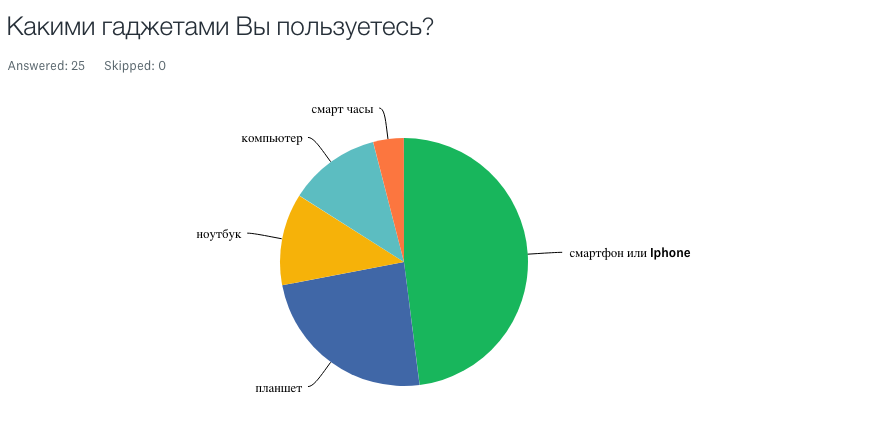 Какими гаджетами Вы пользуетесь?
Answered: 25 Skipped: 0
смарт часы
компьютер
ноутбук
смартфон или Iphone
планшет